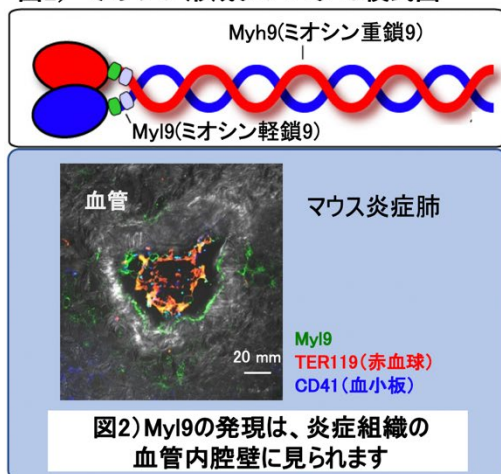 Myh9(ミオシン重鎖9)
Myl9(ミオシン軽鎖9)
血管
マウス炎症肺
Myl9
TER119(赤血球)
CD41(血小板)
20 mm
図2)Myl9の発現は、炎症組織の
血管内腔壁に見られます